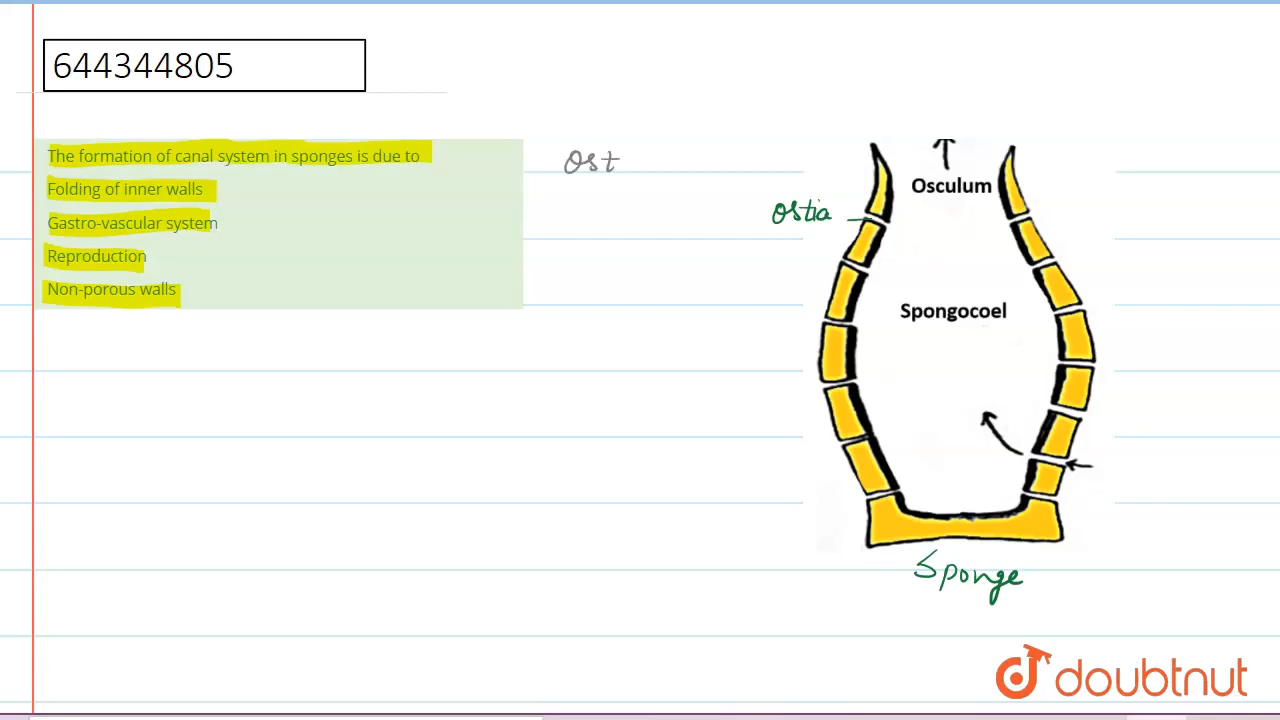 644344805
The formation of canal system in sponges is due to
Folding of inner walls
Gastro-vascular system
Reproduction
Non-porous walls
Ost
Osculum
Ostia
Spongocoel
Sponge
doubtnut